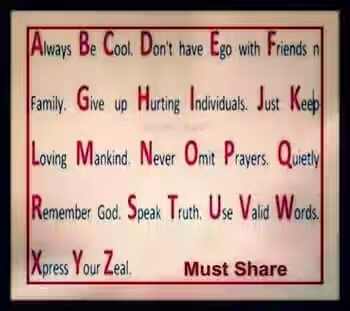 Always Be Cool. Don't have Ego with Friends n
Family. Give up Hurting Individuals. Just Keep
Loving Mankind. Never Omit Prayers. Quietly
Remember God. Speak Truth. Use Valid Words.
Xpress Your Zeal. Must Share